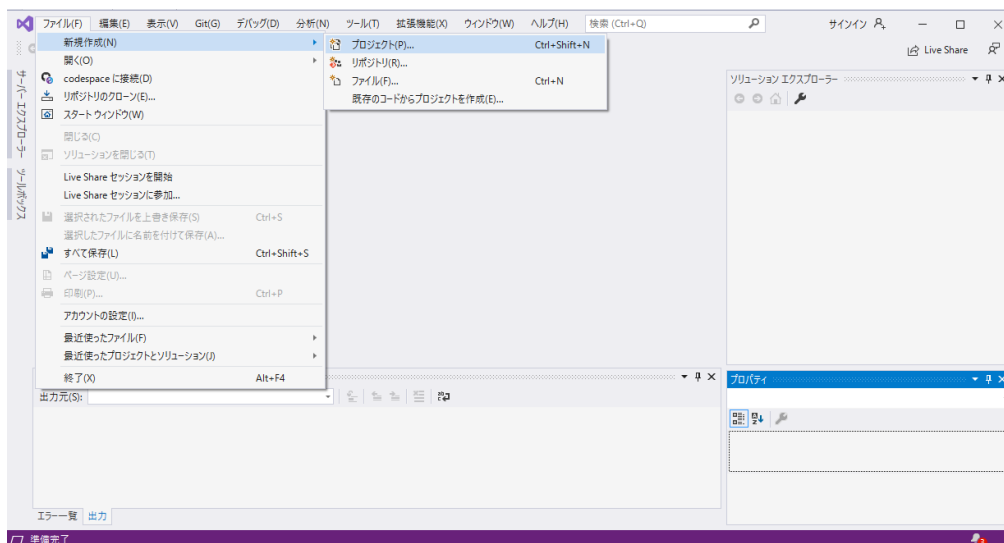 ファイル(F) 編集(E) 表示(V) Git(G) デバッグ(D) 分析(N) ツール(T) 拡張機能(X) ウィンドウ(W) ヘルプ(H) 検索 (Ctrl+Q) サインイン
Live Share
新規作成(N)
開く(O)
codespace に接続(D)
リポジトリのクローン(E)...
スタート ウィンドウ(W)
閉じる(C)
ソリューションを閉じる(T)
Live Share セッションを開始
Live Share セッションに参加...
選択されたファイルを上書き保存(S) Ctrl+S
選択したファイルに名前を付けて保存(A)...
すべて保存(L) Ctrl+Shift+S
ページ設定(U)...
印刷(P)... Ctrl+P
アカウントの設定(I)...
最近使ったファイル(F)
最近使ったプロジェクトとソリューション(J)
終了(X) Alt+F4
プロジェクト(P)... Ctrl+Shift+N
リポジトリ(R)...
ファイル(F)... Ctrl+N
既存のコードからプロジェクトを作成(E)...
サーバー エクスプローラー
ツールボックス
ソリューション エクスプローラー
出力元(S):
プロパティ
エラー一覧 出力
準備完了
3